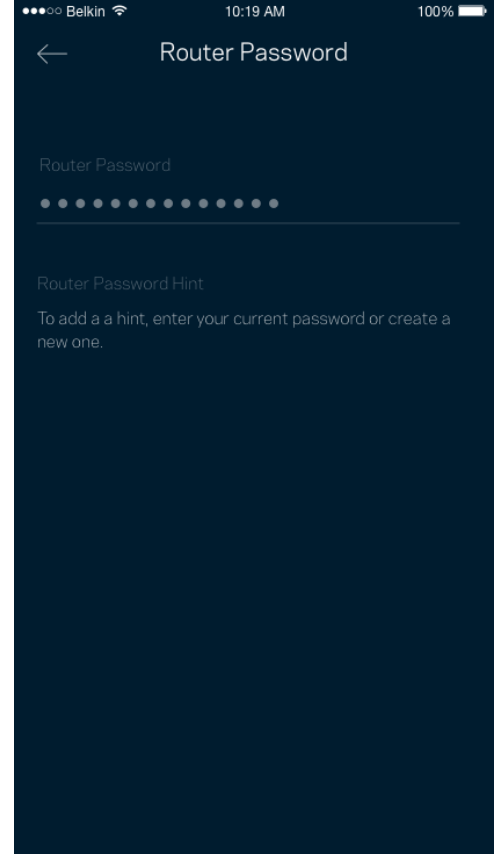 Belkin 10:19 AM 100%
Router Password
Router Password
●●●●●●●●●●●●●●
Router Password Hint
To add a a hint, enter your current password or create a
new one.